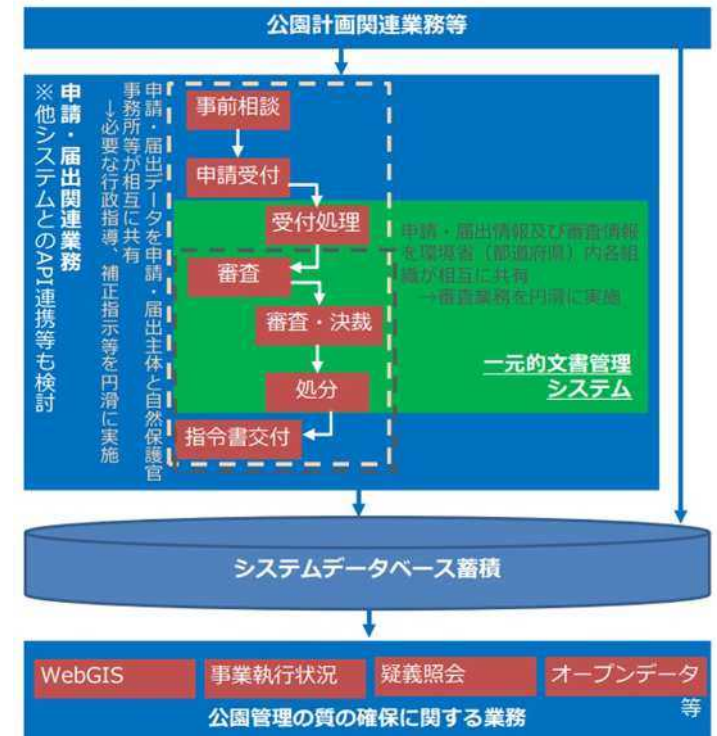 公園計画関連業務等
申請・届出関連業務
※他システムとのAPI連携等も検討
申請・届出データを申請・届出主体と自然保護官
事務所等が相互に共有
→必要な行政指導、補正指示等を円滑に実施
事前相談
申請受付
受付処理
審査
審査・決裁
処分
指令書交付
申請・届出情報及び審査情報
を環境省（都道府県）内各組
織が相互に共有
→審査業務を円滑に実施
一元的文書管理
システム
システムデータベース蓄積
WebGIS
事業執行状況
疑義照会
オープンデータ
等
公園管理の質の確保に関する業務